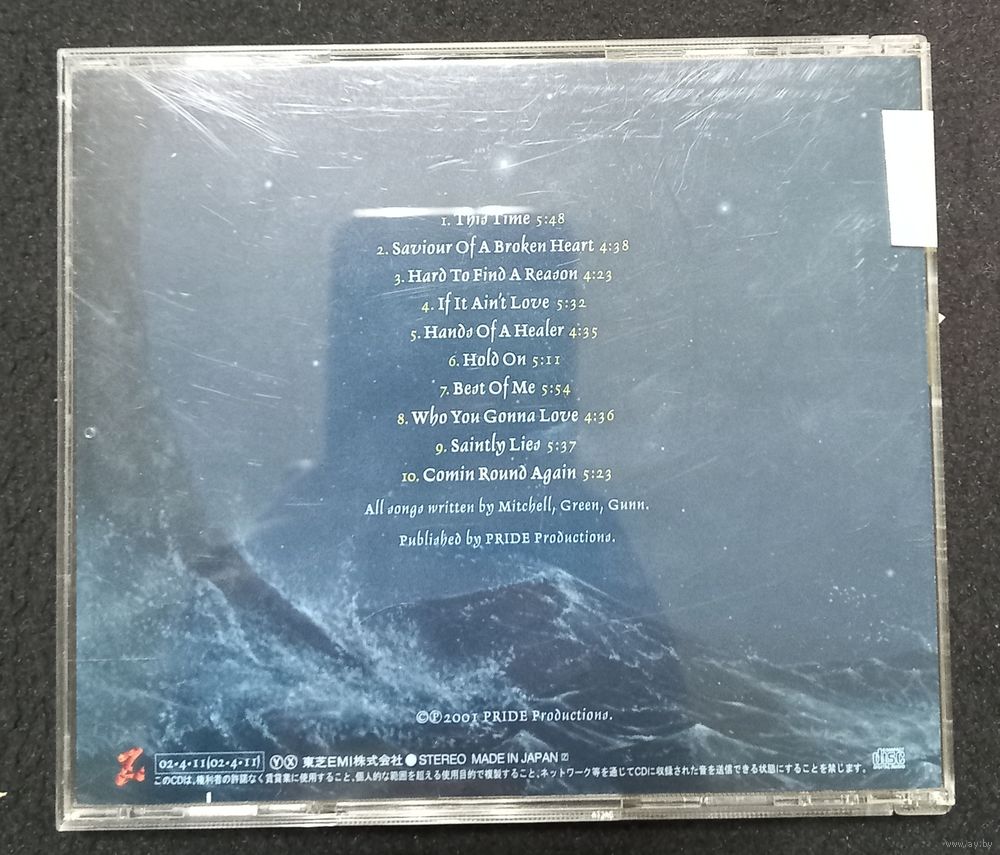 1. This Time 5:48
2. Saviour Of A Broken Heart 4:38
3. Hard To Find A Reason 4:23
4. If It Ain't Love 5:32
5. Hands Of A Healer 4:35
6. Hold On 5:11
7. Best Of Me 5:54
8. Who You Gonna Love 4:36
9. Saintly Lies 5:37
10. Comin Round Again 5:23
All songs written by Mitchell, Green, Gunn.
Published by PRIDE Productions.
©℗2001 PRIDE Productions.
02・4・11(02・4・11) ⓎⓍ 東芝EMI株式会社 ●STEREO MADE IN JAPAN
このCDは、権利者の許諾なく賃貸業に使用すること、個人的な範囲を超える使用目的で複製すること、ネットワーク等を通じてCDに収録された音を送信できる状態にすることを禁じます。
COMPACT
disc
DIGITAL AUDIO
www.ay.by